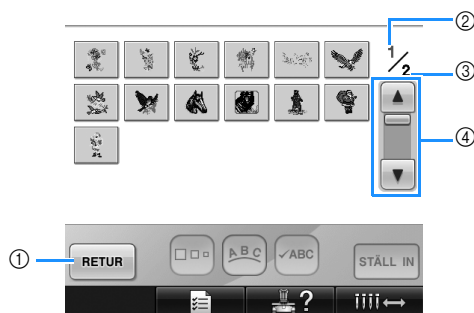 ②
1/2
③
④
①
RETUR
ABC
✓ABC
STÄLL IN
?